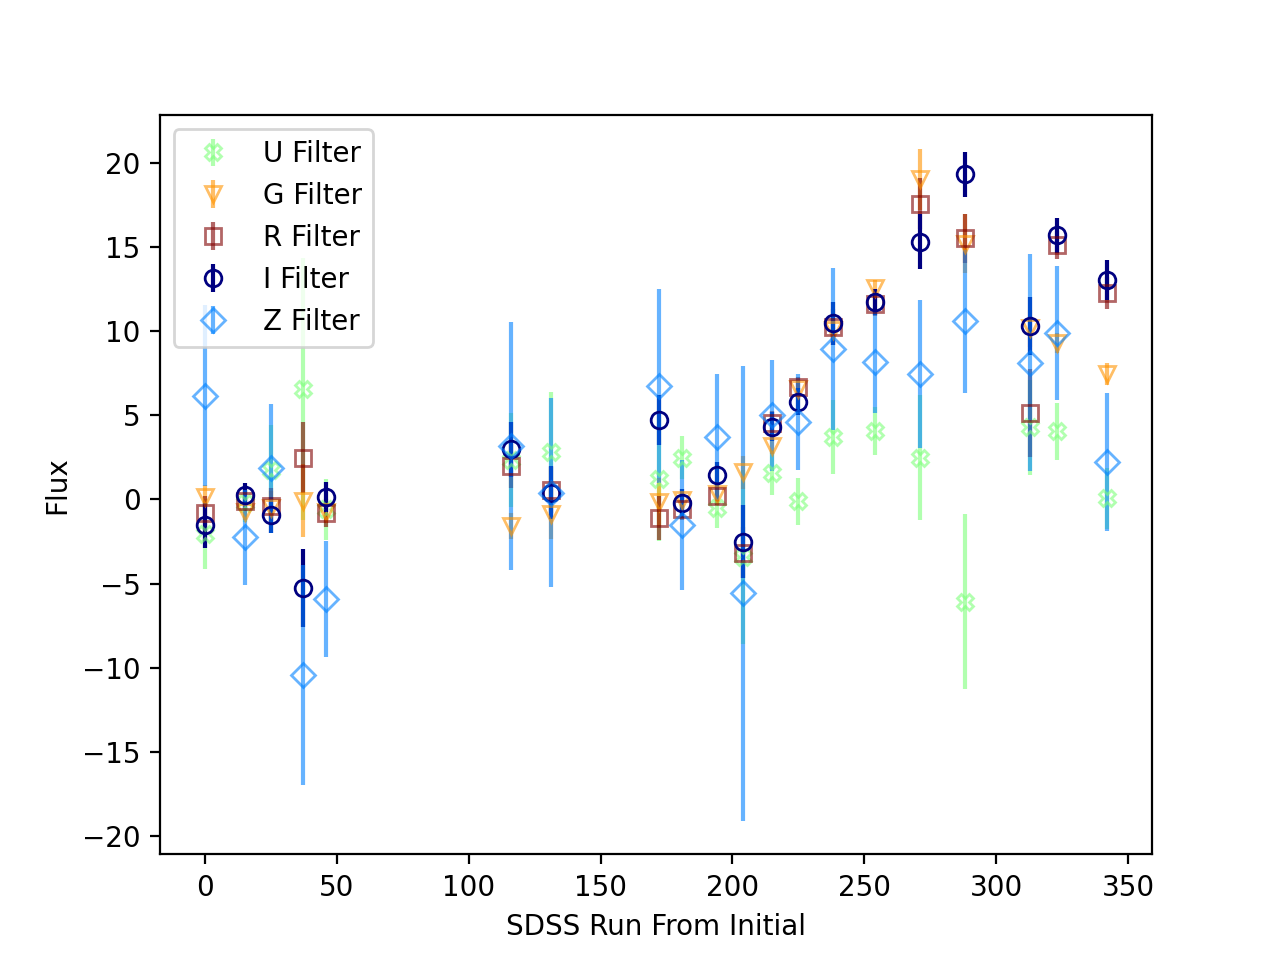 U Filter
G Filter
R Filter
I Filter
Z Filter
20
15
10
5
0
−5
−10
−15
−20
Flux
0 50 100 150 200 250 300 350
SDSS Run From Initial